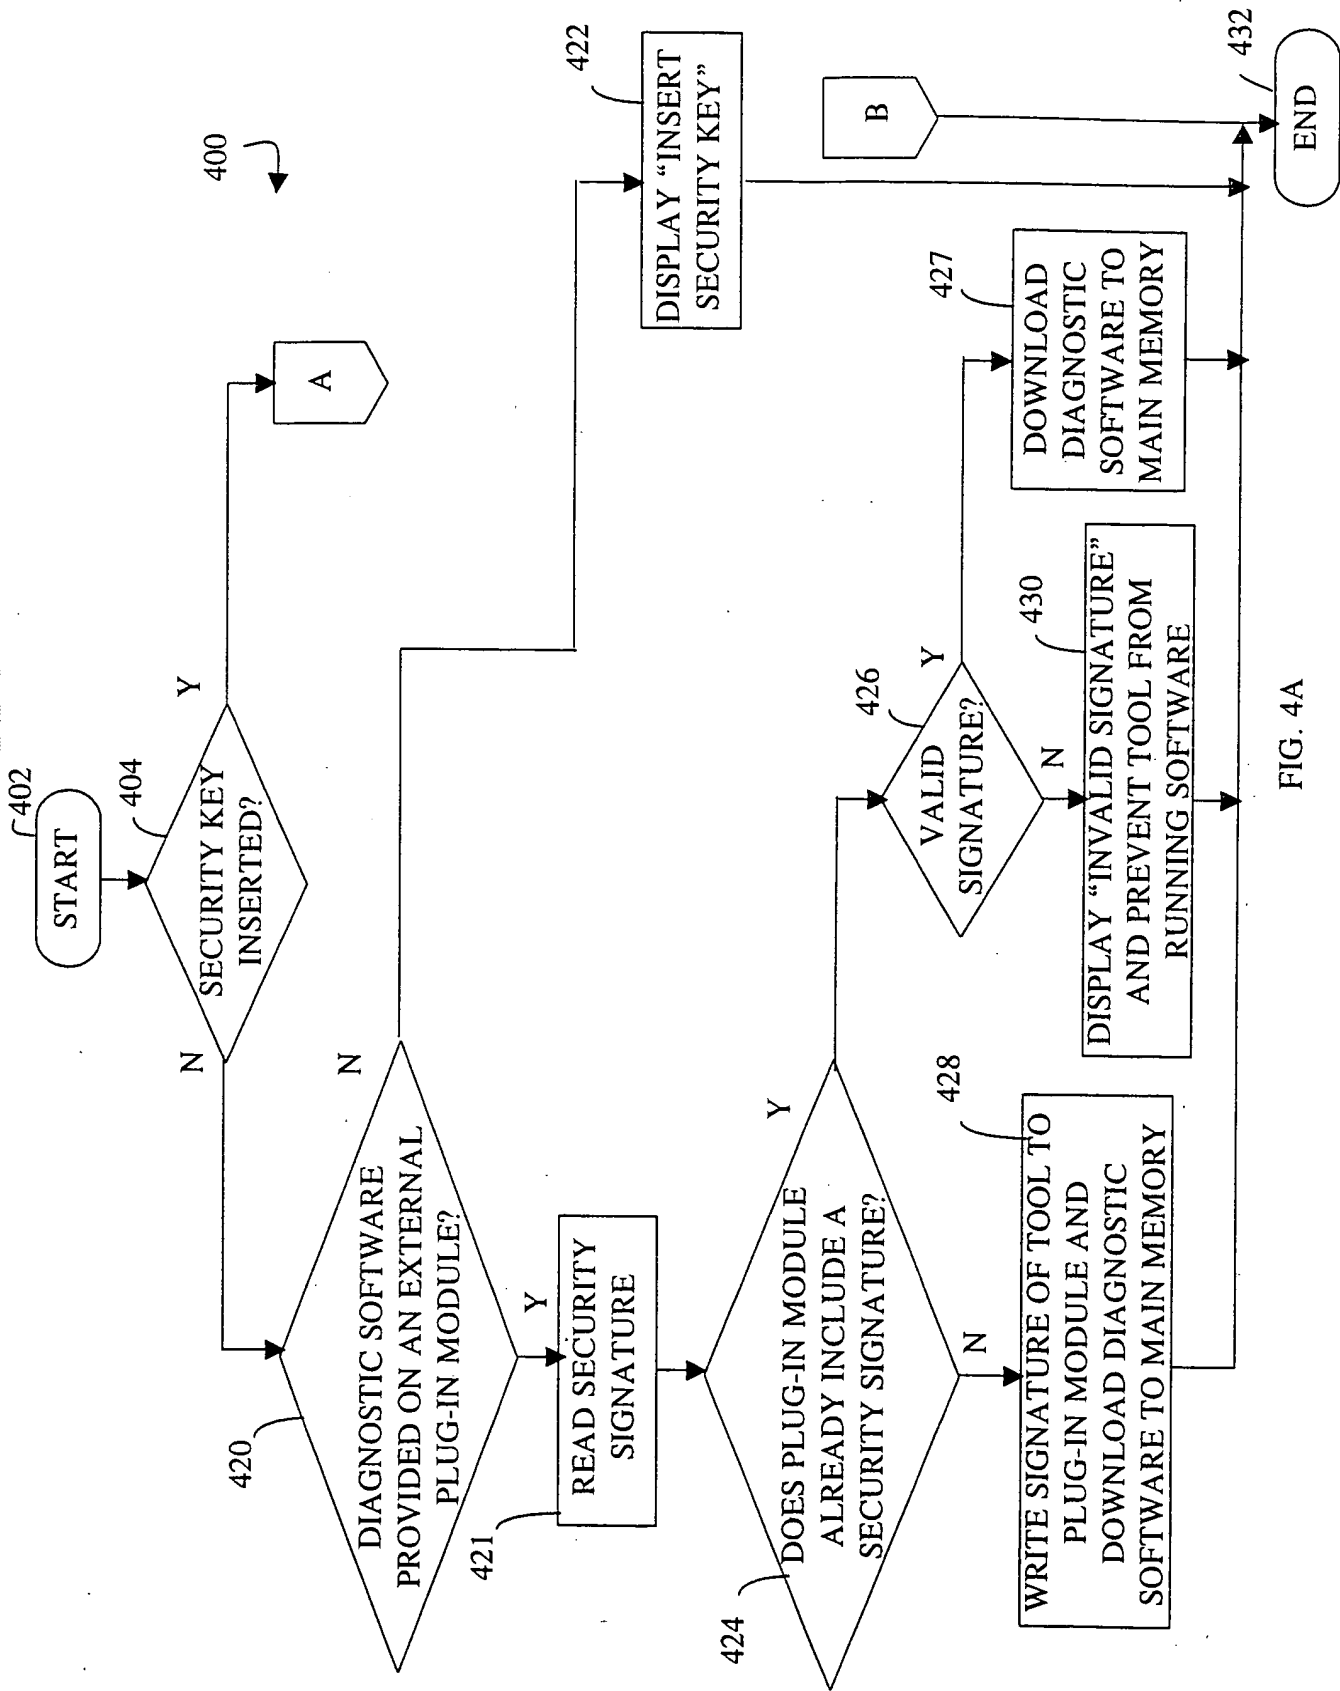 402
START
400
404
SECURITY KEY
INSERTED?
Y
N
A
420
DIAGNOSTIC SOFTWARE
PROVIDED ON AN EXTERNAL
PLUG-IN MODULE?
N
Y
422
DISPLAY “INSERT
SECURITY KEY”
421
READ SECURITY
SIGNATURE
424
DOES PLUG-IN MODULE
ALREADY INCLUDE A
SECURITY SIGNATURE?
Y
N
426
VALID
SIGNATURE?
Y
N
B
427
DOWNLOAD
DIAGNOSTIC
SOFTWARE TO
MAIN MEMORY
428
WRITE SIGNATURE OF TOOL TO
PLUG-IN MODULE AND
DOWNLOAD DIAGNOSTIC
SOFTWARE TO MAIN MEMORY
430
DISPLAY “INVALID SIGNATURE”
AND PREVENT TOOL FROM
RUNNING SOFTWARE
432
END
FIG. 4A